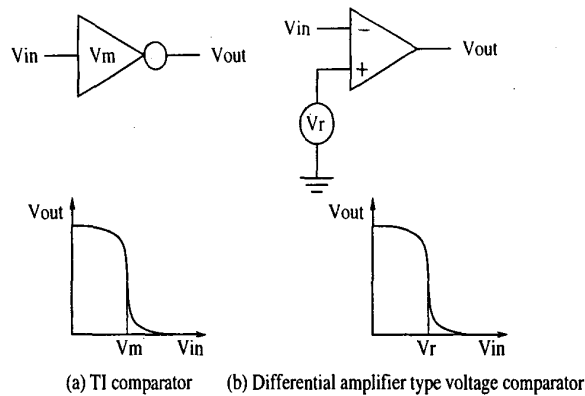 Vin Vm Vout
Vin − Vout
+
Vr
Vout
Vm Vin
Vout
Vr Vin
(a) TI comparator
(b) Differential amplifier type voltage comparator